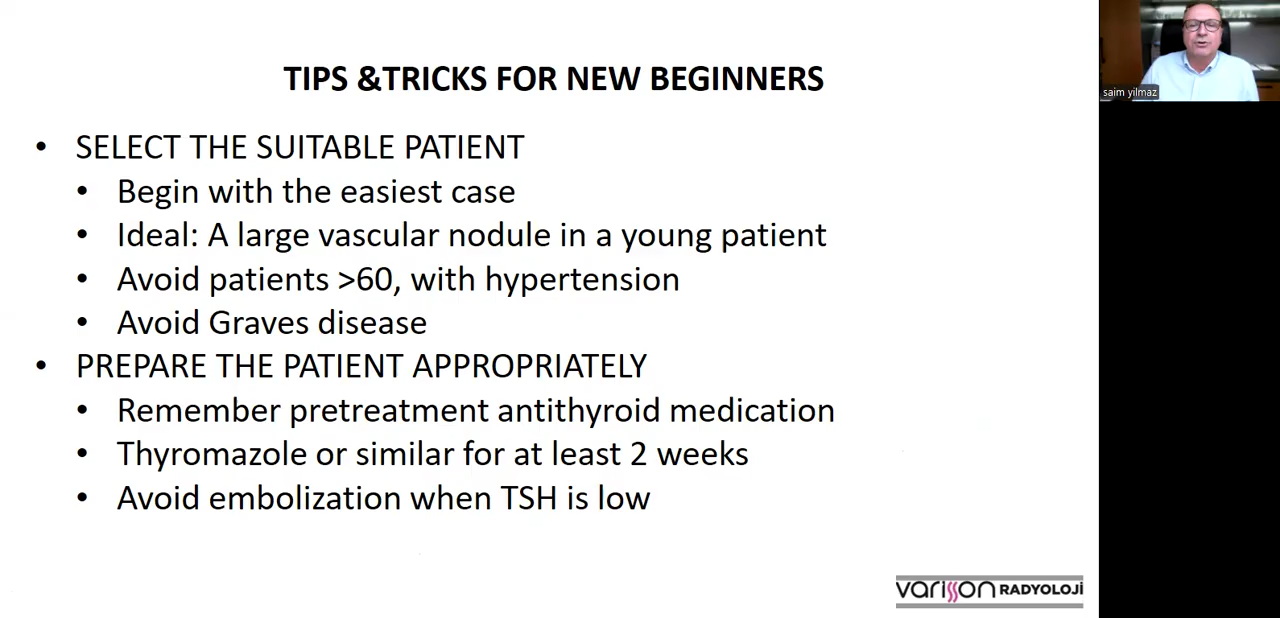 TIPS &TRICKS FOR NEW BEGINNERS
• SELECT THE SUITABLE PATIENT
• Begin with the easiest case
• Ideal: A large vascular nodule in a young patient
• Avoid patients >60, with hypertension
• Avoid Graves disease
• PREPARE THE PATIENT APPROPRIATELY
• Remember pretreatment antithyroid medication
• Thyromazole or similar for at least 2 weeks
• Avoid embolization when TSH is low
varisson RADYOLOJİ
saim yilmaz